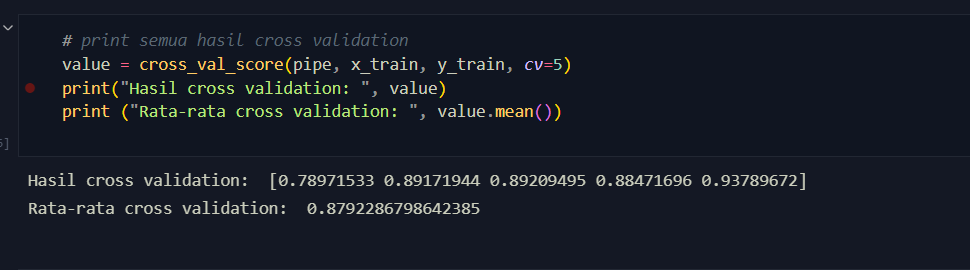 # print semua hasil cross validation
value = cross_val_score(pipe, x_train, y_train, cv=5)
print("Hasil cross validation: ", value)
print ("Rata-rata cross validation: ", value.mean())
Hasil cross validation:  [0.78971533 0.89171944 0.89209495 0.88471696 0.93789672]
Rata-rata cross validation:  0.8792286798642385